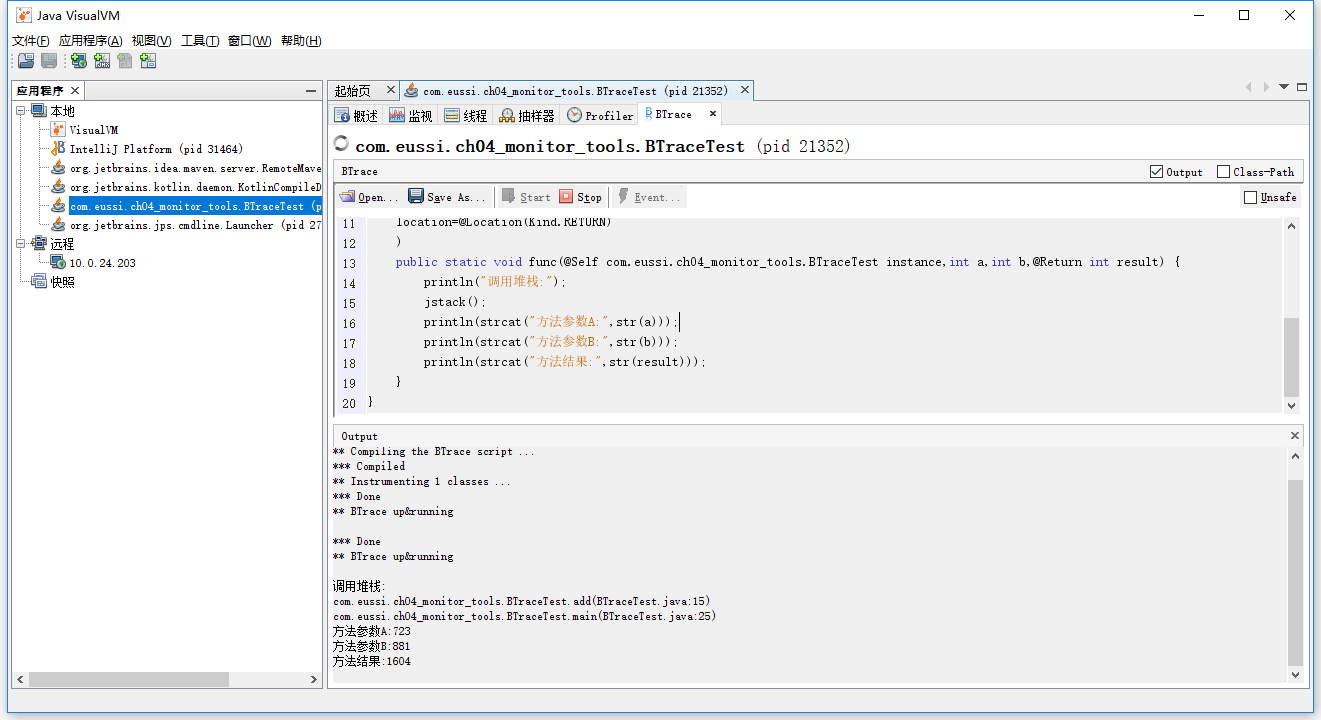 Java VisualVM
文件(F) 应用程序(A) 视图(V) 工具(T) 窗口(W) 帮助(H)
应用程序
本地
VisualVM
IntelliJ Platform (pid 31464)
org.jetbrains.idea.maven.server.RemoteMave
org.jetbrains.kotlin.daemon.KotlinCompileD
com.eussi.ch04_monitor_tools.BTraceTest (p
org.jetbrains.jps.cmdline.Launcher (pid 27
远程
10.0.24.203
快照
起始页 com.eussi.ch04_monitor_tools.BTraceTest (pid 21352)
概述 监视 线程 抽样器 Profiler BTrace
com.eussi.ch04_monitor_tools.BTraceTest (pid 21352)
BTrace Output Class-Path
Open... Save As... Start Stop Event... Unsafe
11 location=@Location(Kind.RETURN)
12 )
13 public static void func(@Self com.eussi.ch04_monitor_tools.BTraceTest instance,int a,int b,@Return int result) {
14 println("调用堆栈:");
15 jstack();
16 println(strcat("方法参数A:",str(a)));
17 println(strcat("方法参数B:",str(b)));
18 println(strcat("方法结果:",str(result)));
19 }
20 }
Output
** Compiling the BTrace script ...
*** Compiled
** Instrumenting 1 classes ...
*** Done
** BTrace up&running
*** Done
** BTrace up&running
调用堆栈:
com.eussi.ch04_monitor_tools.BTraceTest.add(BTraceTest.java:15)
com.eussi.ch04_monitor_tools.BTraceTest.main(BTraceTest.java:25)
方法参数A:723
方法参数B:881
方法结果:1604